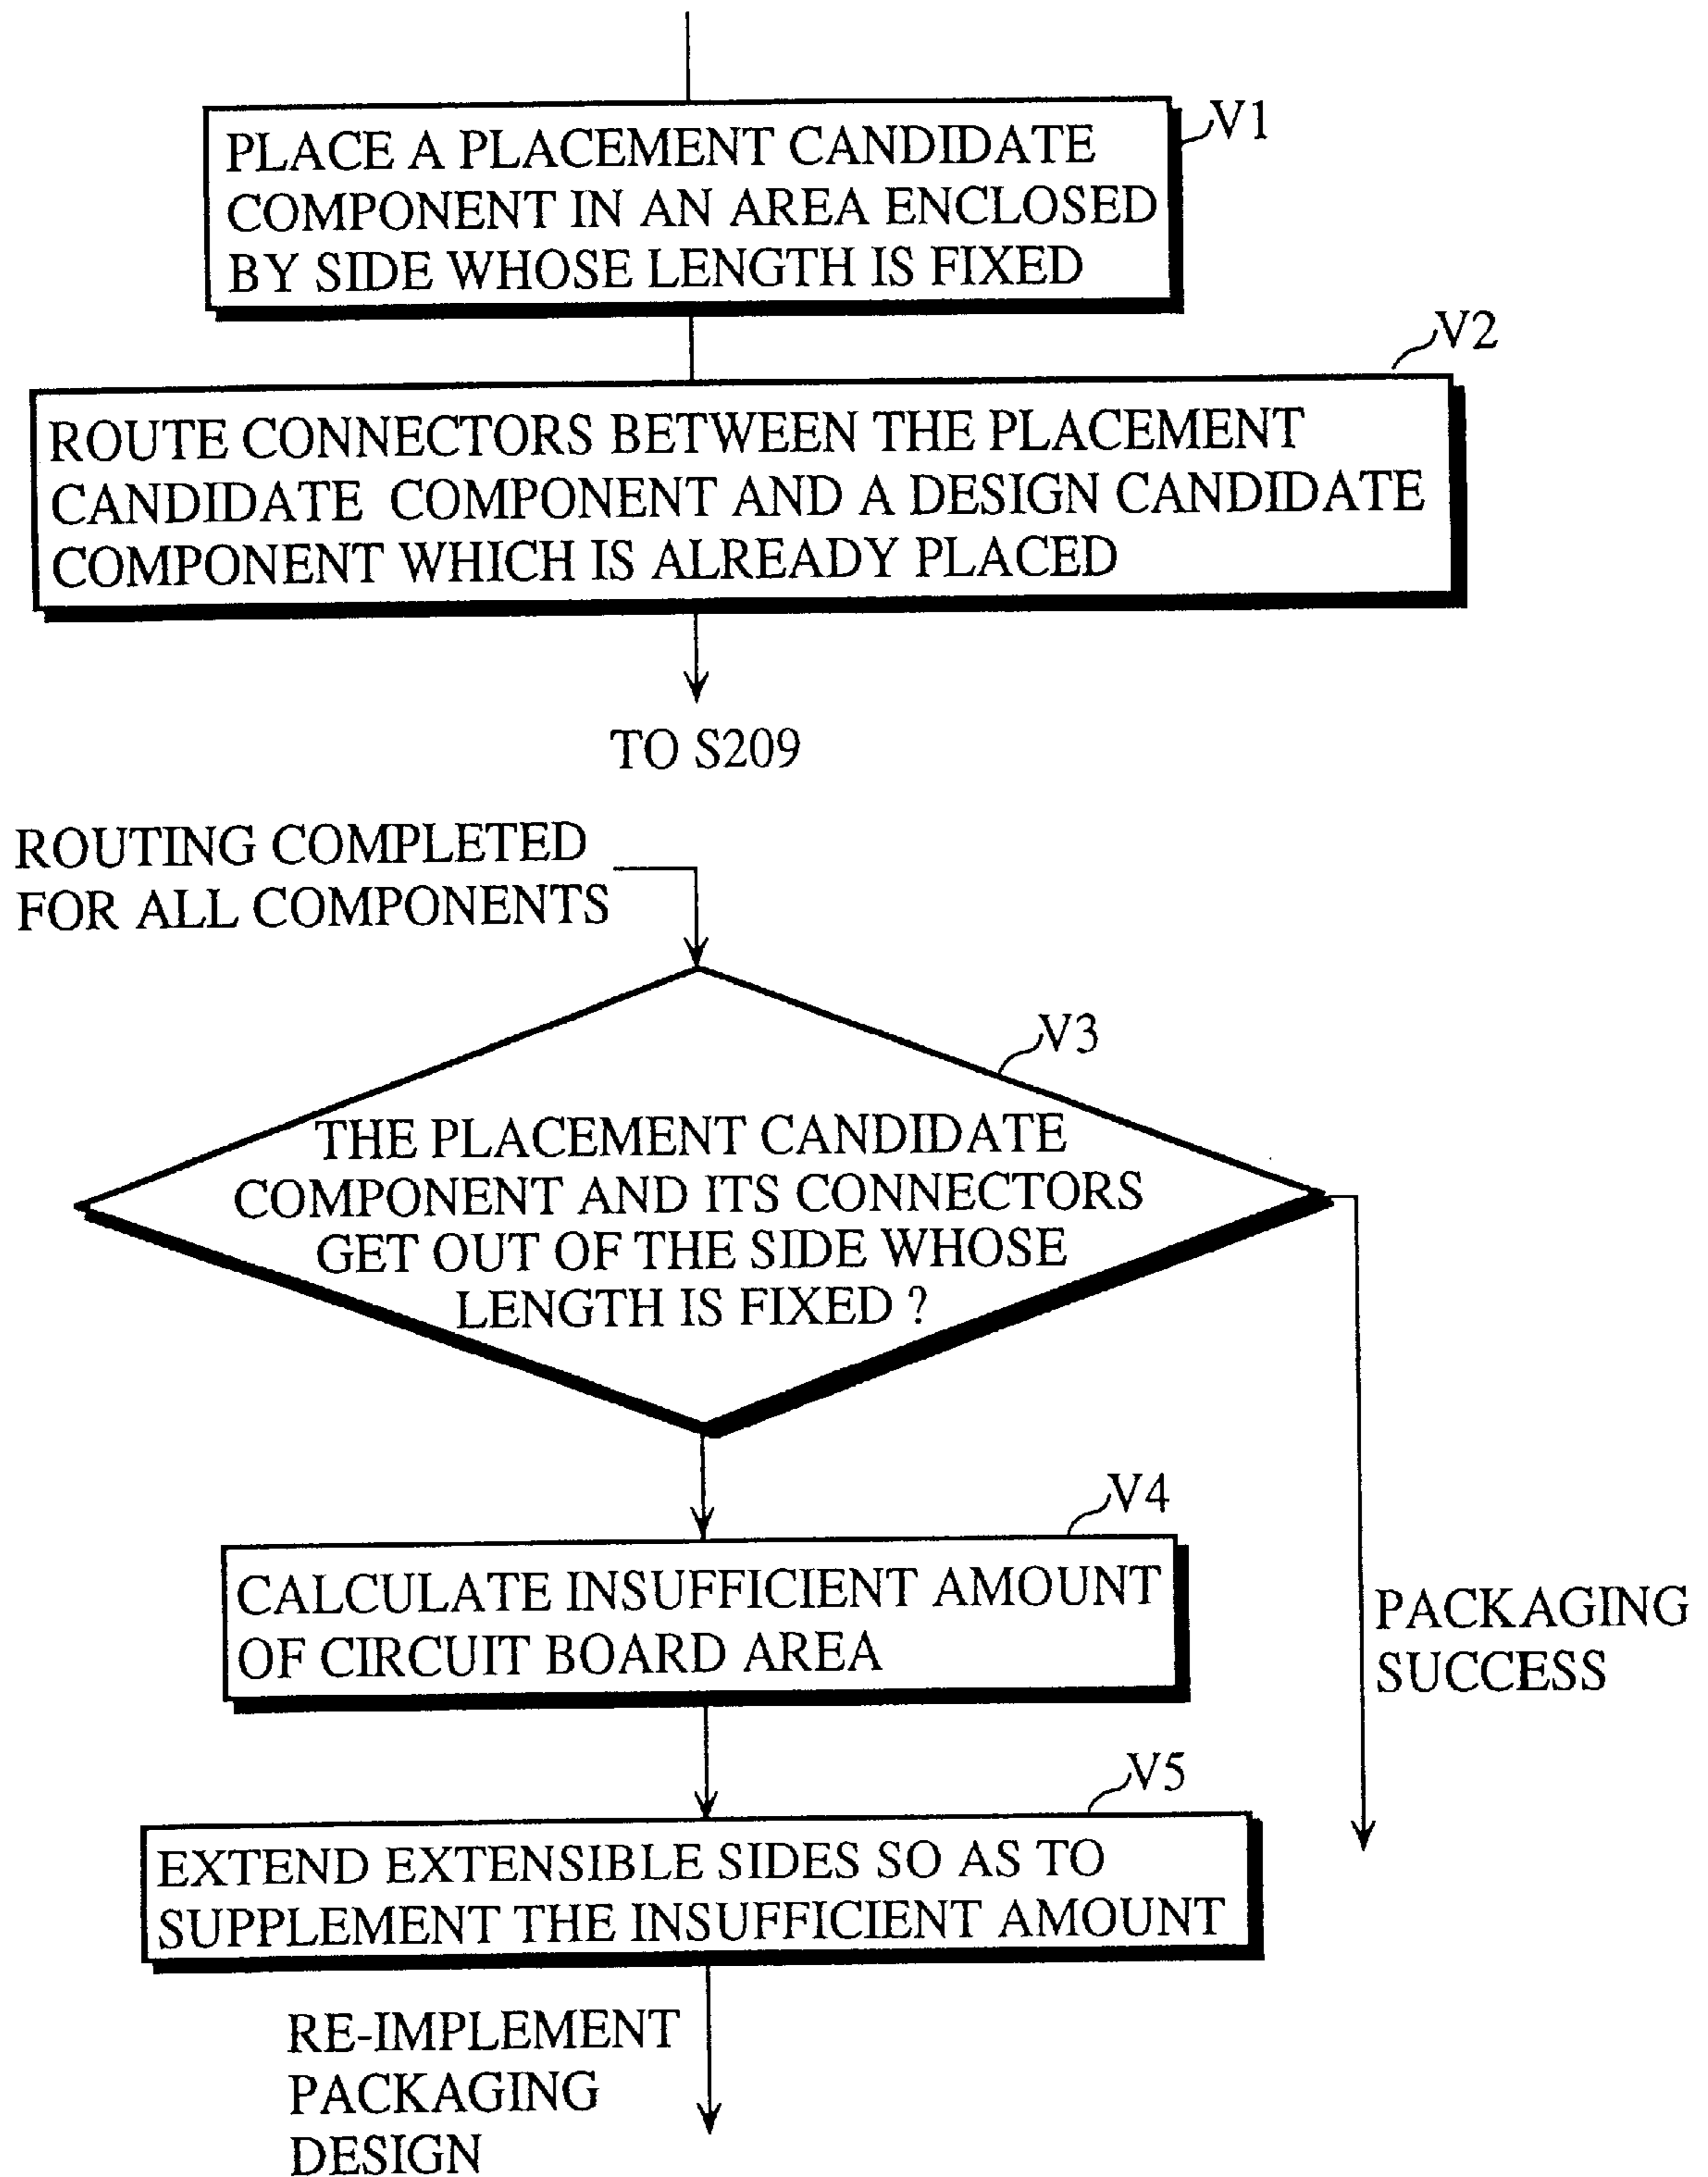 V1
PLACE A PLACEMENT CANDIDATE
COMPONENT IN AN AREA ENCLOSED
BY SIDE WHOSE LENGTH IS FIXED
V2
ROUTE CONNECTORS BETWEEN THE PLACEMENT
CANDIDATE COMPONENT AND A DESIGN CANDIDATE
COMPONENT WHICH IS ALREADY PLACED
TO S209
ROUTING COMPLETED
FOR ALL COMPONENTS
V3
THE PLACEMENT CANDIDATE
COMPONENT AND ITS CONNECTORS
GET OUT OF THE SIDE WHOSE
LENGTH IS FIXED ?
V4
CALCULATE INSUFFICIENT AMOUNT
OF CIRCUIT BOARD AREA
PACKAGING
SUCCESS
V5
EXTEND EXTENSIBLE SIDES SO AS TO
SUPPLEMENT THE INSUFFICIENT AMOUNT
RE-IMPLEMENT
PACKAGING
DESIGN